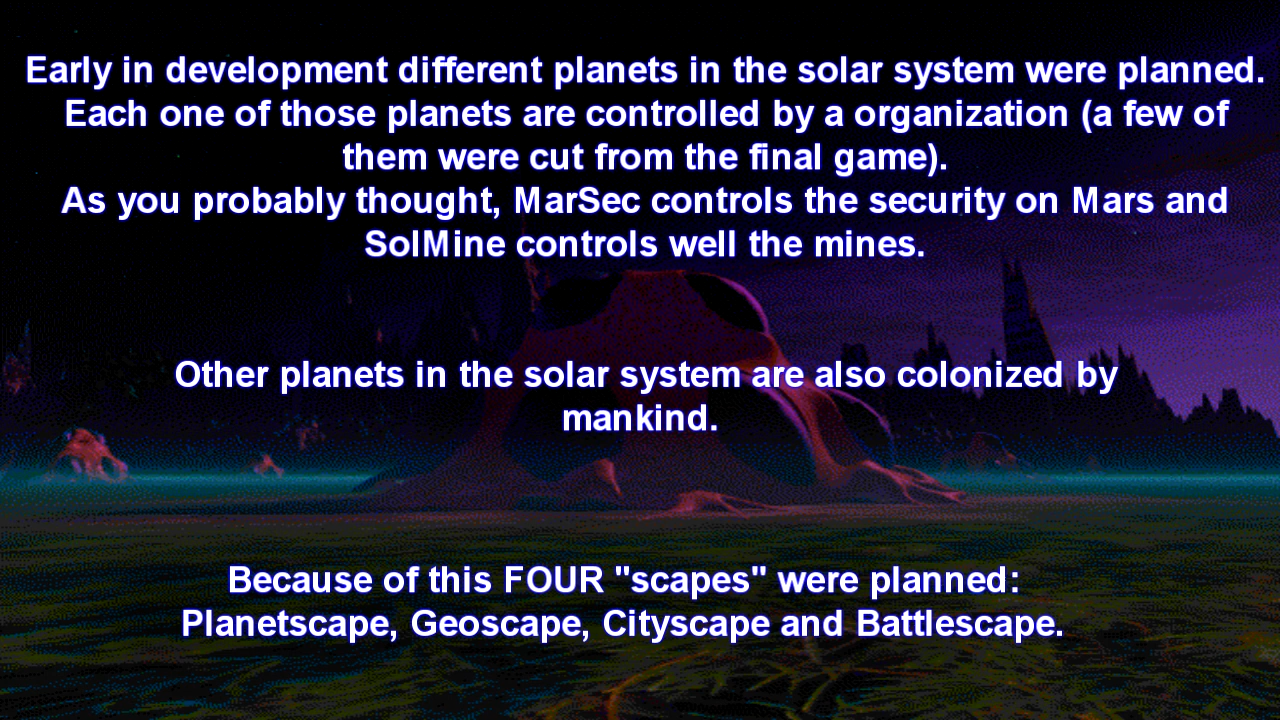 Early in development different planets in the solar system were planned.
Each one of those planets are controlled by a organization (a few of
them were cut from the final game).
As you probably thought, MarSec controls the security on Mars and
SolMine controls well the mines.
Other planets in the solar system are also colonized by
mankind.
Because of this FOUR "scapes" were planned:
Planetscape, Geoscape, Cityscape and Battlescape.